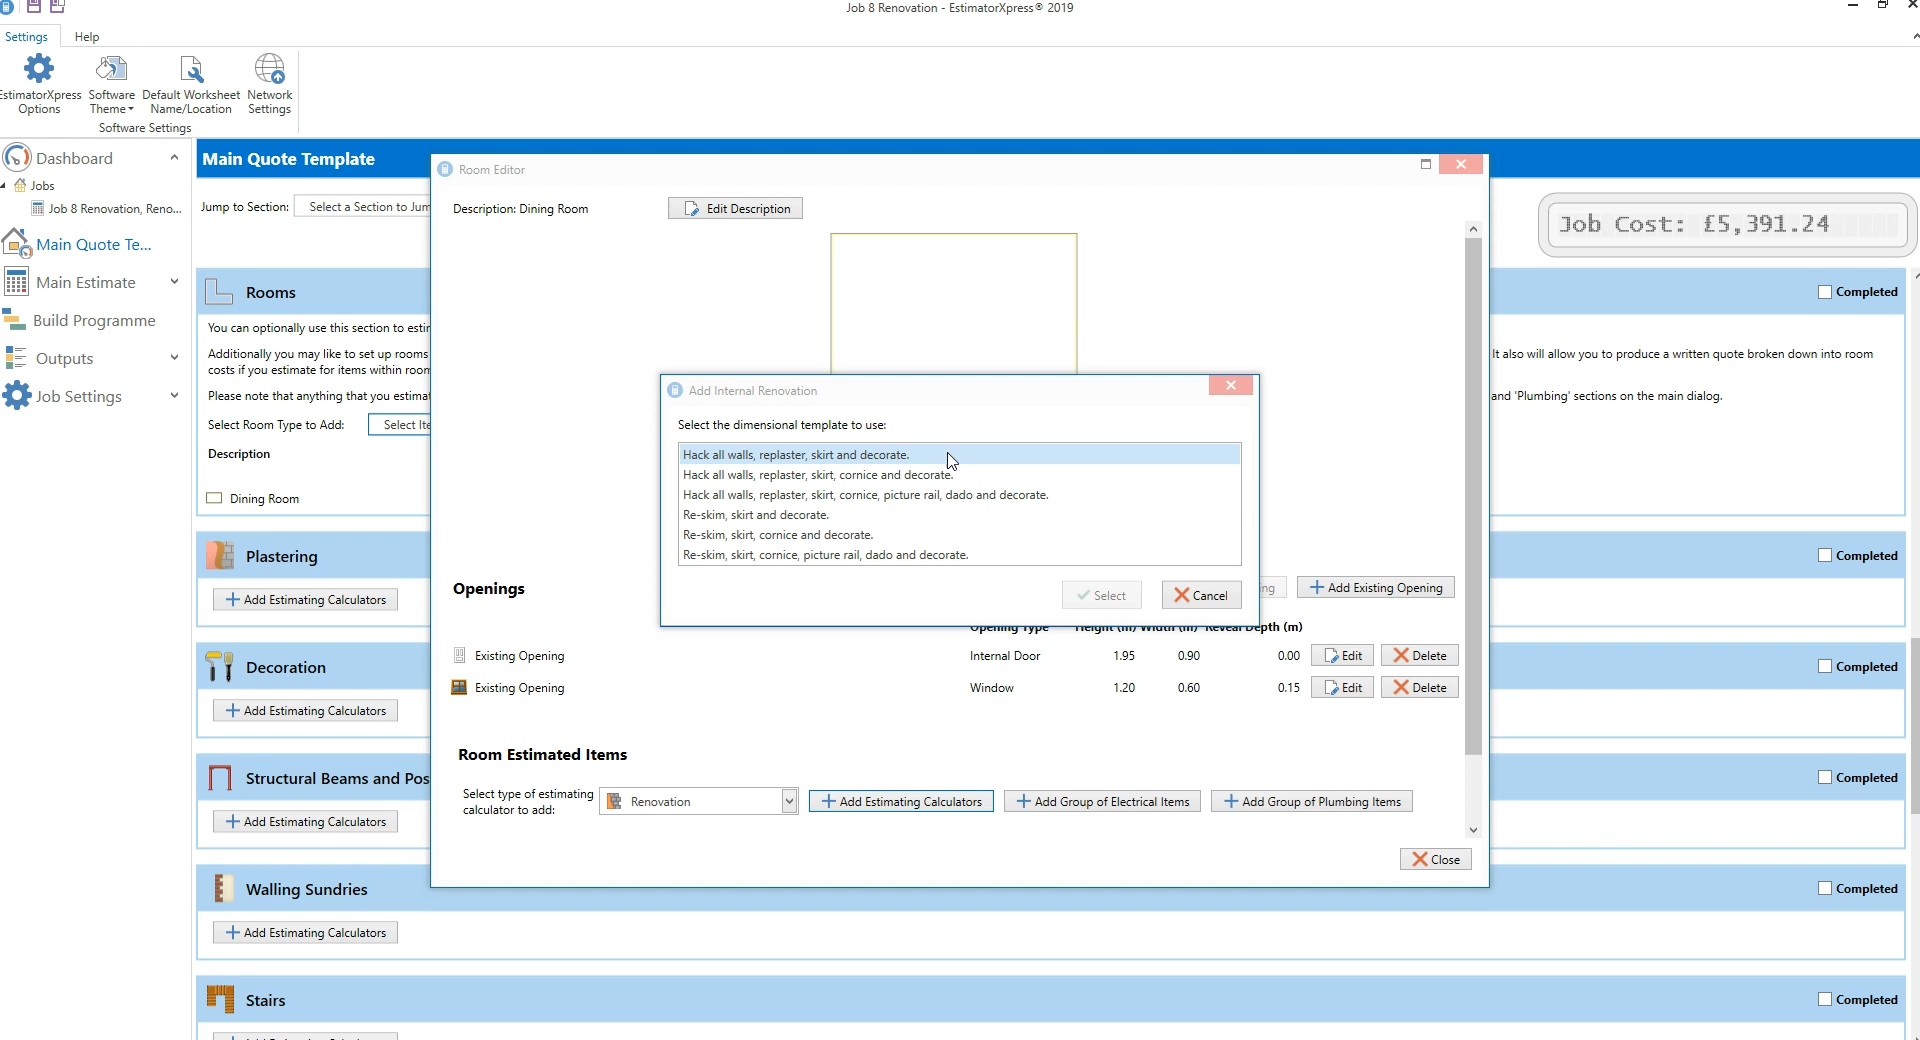 Job 8 Renovation - EstimatorXpress® 2019
Settings
Help
EstimatorXpress Options
Software Theme
Default Worksheet Name/Location
Network Settings
Software Settings
Dashboard
Jobs
Job 8 Renovation, Reno...
Main Quote Te...
Main Estimate
Build Programme
Outputs
Job Settings
Main Quote Template
Jump to Section:
Select a Section to Jum
Job Cost: £5,391.24
Rooms
Completed
You can optionally use this section to esti
Additionally you may like to set up rooms
It also will allow you to produce a written quote broken down into room
costs if you estimate for items within room
Please note that anything that you estima
and 'Plumbing' sections on the main dialog.
Select Room Type to Add:
Select Ite
Description
Dining Room
Plastering
Completed
Add Estimating Calculators
Decoration
Completed
Add Estimating Calculators
Structural Beams and Pos
Completed
Add Estimating Calculators
Walling Sundries
Completed
Add Estimating Calculators
Stairs
Completed
Room Editor
Description: Dining Room
Edit Description
Add Internal Renovation
Select the dimensional template to use:
Hack all walls, replaster, skirt and decorate.
Hack all walls, replaster, skirt, cornice and decorate.
Hack all walls, replaster, skirt, cornice, picture rail, dado and decorate.
Re-skim, skirt and decorate.
Re-skim, skirt, cornice and decorate.
Re-skim, skirt, cornice, picture rail, dado and decorate.
Select
Cancel
Openings
ing
Add Existing Opening
Opening Type Height (m) Width (m) Reveal Depth (m)
Existing Opening Internal Door 1.95 0.90 0.00 Edit Delete
Existing Opening Window 1.20 0.60 0.15 Edit Delete
Room Estimated Items
Select type of estimating
calculator to add:
Renovation
Add Estimating Calculators
Add Group of Electrical Items
Add Group of Plumbing Items
Close